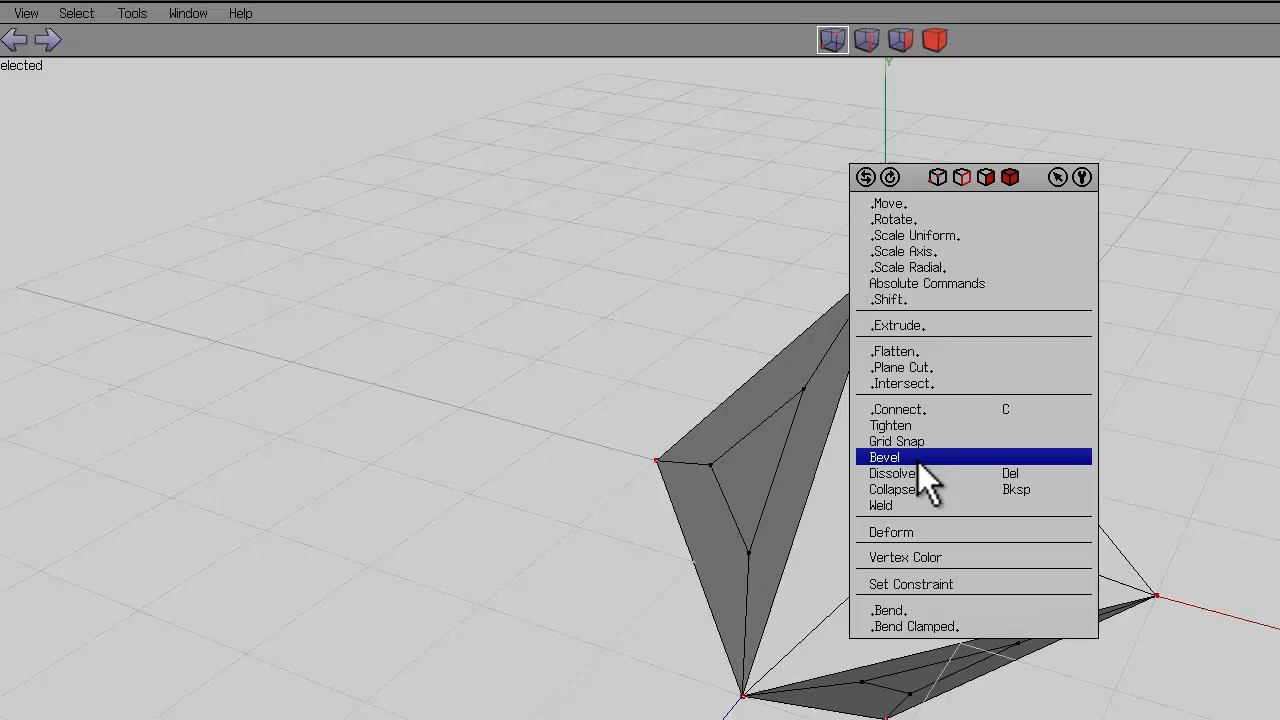 View Select Tools Window Help
elected
Y
.Move.
.Rotate.
.Scale Uniform.
.Scale Axis.
.Scale Radial.
Absolute Commands
.Shift.
.Extrude.
.Flatten.
.Plane Cut.
.Intersect.
.Connect. C
Tighten
Grid Snap
Bevel
Dissolve Del
Collapse Bksp
Weld
Deform
Vertex Color
Set Constraint
.Bend.
.Bend Clamped.